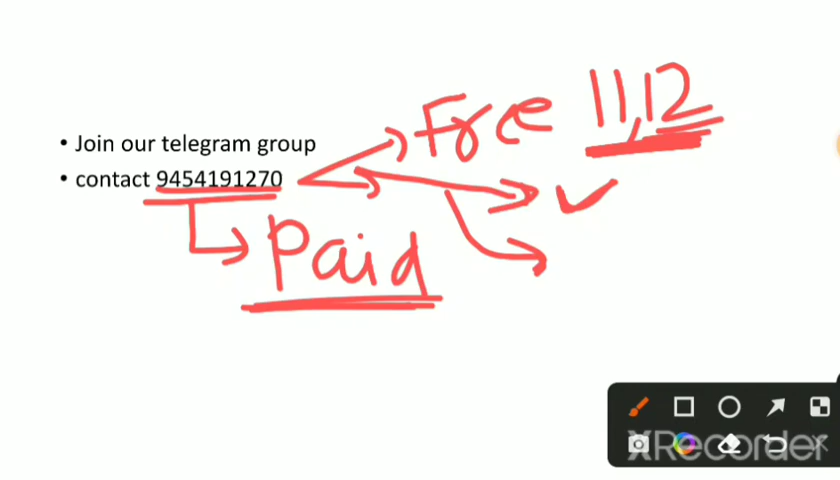 Free 11,12
• Join our telegram group
• contact 9454191270
Paid
XRecorder